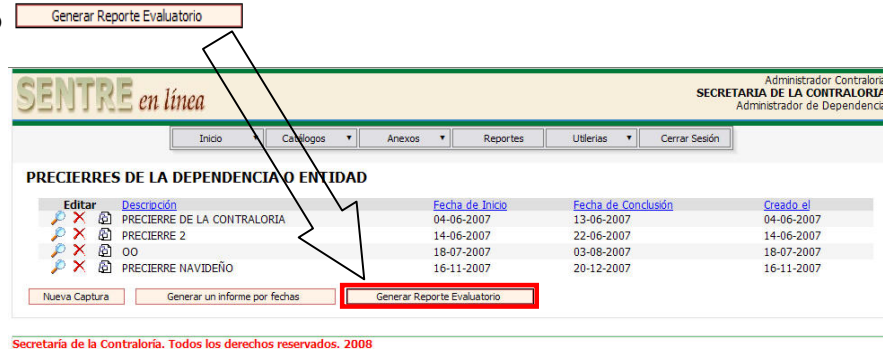 Generar Reporte Evaluatorio
SENTRE en línea
Administrador Contraloria
SECRETARIA DE LA CONTRALORIA
Administrador de Dependencia
Inicio Catálogos Anexos Reportes Utilerias Cerrar Sesión
PRECIERRES DE LA DEPENDENCIA O ENTIDAD
Editar Descripción Fecha de Inicio Fecha de Conclusión Creado el
PRECIERRE DE LA CONTRALORIA 04-06-2007 13-06-2007 04-06-2007
PRECIERRE 2 14-06-2007 22-06-2007 14-06-2007
OO 18-07-2007 03-08-2007 18-07-2007
PRECIERRE NAVIDEÑO 16-11-2007 20-12-2007 16-11-2007
Nueva Captura Generar un informe por fechas Generar Reporte Evaluatorio
Secretaría de la Contraloría. Todos los derechos reservados. 2008